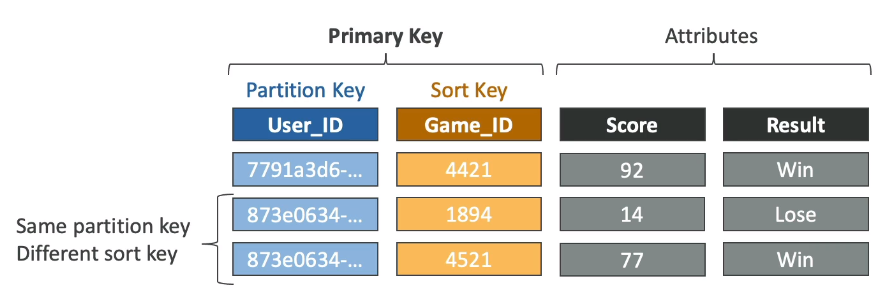 Primary Key Attributes
Partition Key Sort Key
User_ID Game_ID Score Result
7791a3d6-... 4421 92 Win
873e0634-... 1894 14 Lose
Same partition key
Different sort key
873e0634-... 4521 77 Win